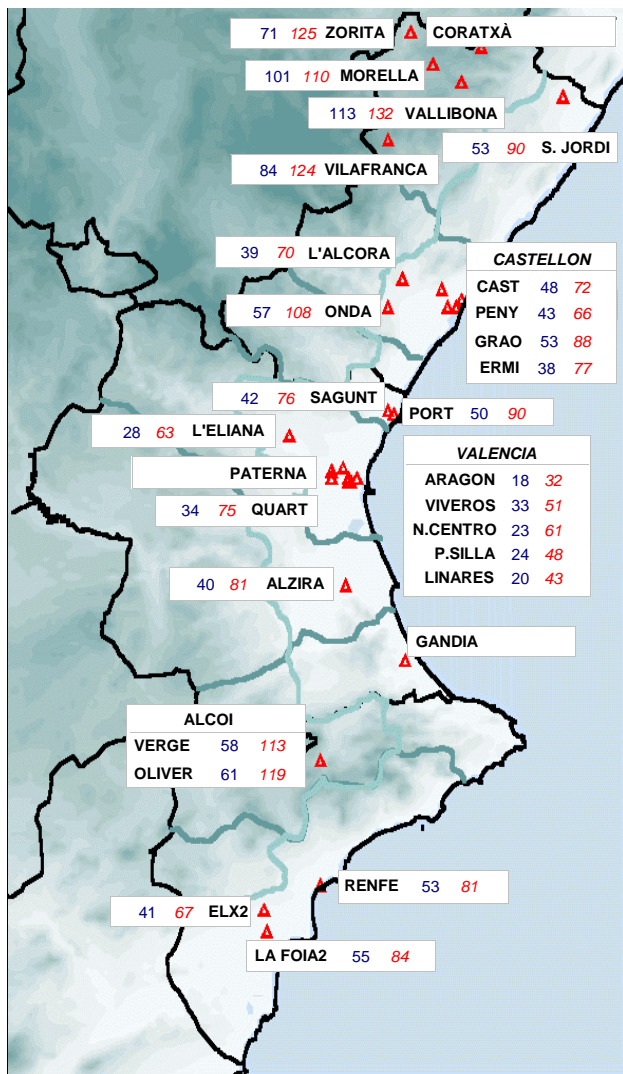 71 125 ZORITA
CORATXÀ
101 110 MORELLA
113 132 VALLIBONA
53 90 S. JORDI
84 124 VILAFRANCA
39 70 L'ALCORA
CASTELLON
CAST 48 72
PENY 43 66
GRAO 53 88
ERMI 38 77
57 108 ONDA
42 76 SAGUNT
PORT 50 90
28 63 L'ELIANA
PATERNA
34 75 QUART
VALENCIA
ARAGON 18 32
VIVEROS 33 51
N.CENTRO 23 61
P.SILLA 24 48
LINARES 20 43
40 81 ALZIRA
GANDIA
ALCOI
VERGE 58 113
OLIVER 61 119
RENFE 53 81
41 67 ELX2
LA FOIA2 55 84